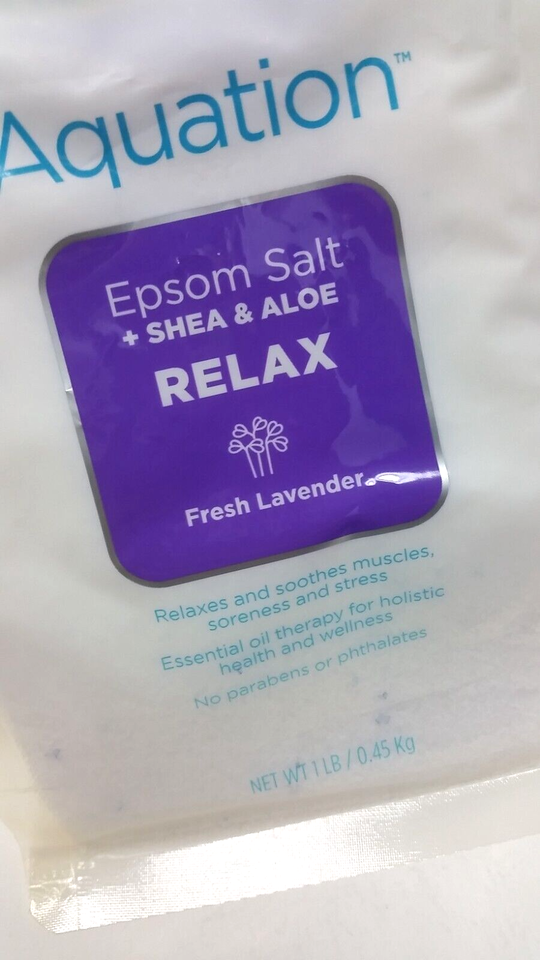 Aquation™
Epsom Salt
+ SHEA & ALOE
RELAX
Fresh Lavender
Relaxes and soothes muscles,
soreness and stress
Essential oil therapy for holistic
health and wellness
No parabens or phthalates
NET WT 1 LB / 0.45 Kg